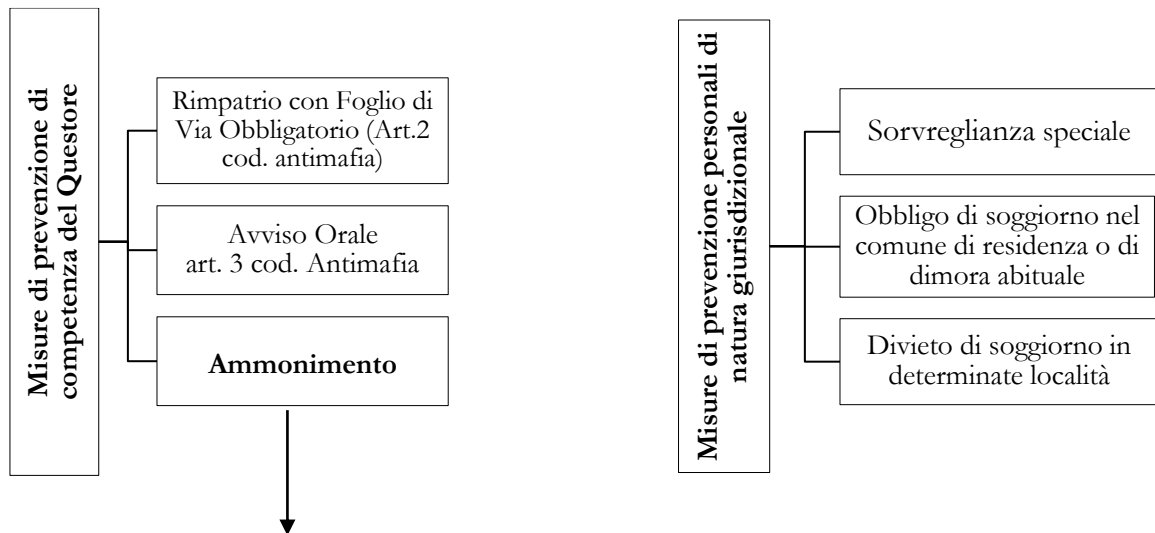 Misure di prevenzione di
competenza del Questore
Rimpatrio con Foglio di
Via Obbligatorio (Art.2
cod. antimafia)
Avviso Orale
art. 3 cod. Antimafia
Ammonimento
Misure di prevenzione personali di
natura giurisdizionale
Sorvreglianza speciale
Obbligo di soggiorno nel
comune di residenza o di
dimora abituale
Divieto di soggiorno in
determinate località